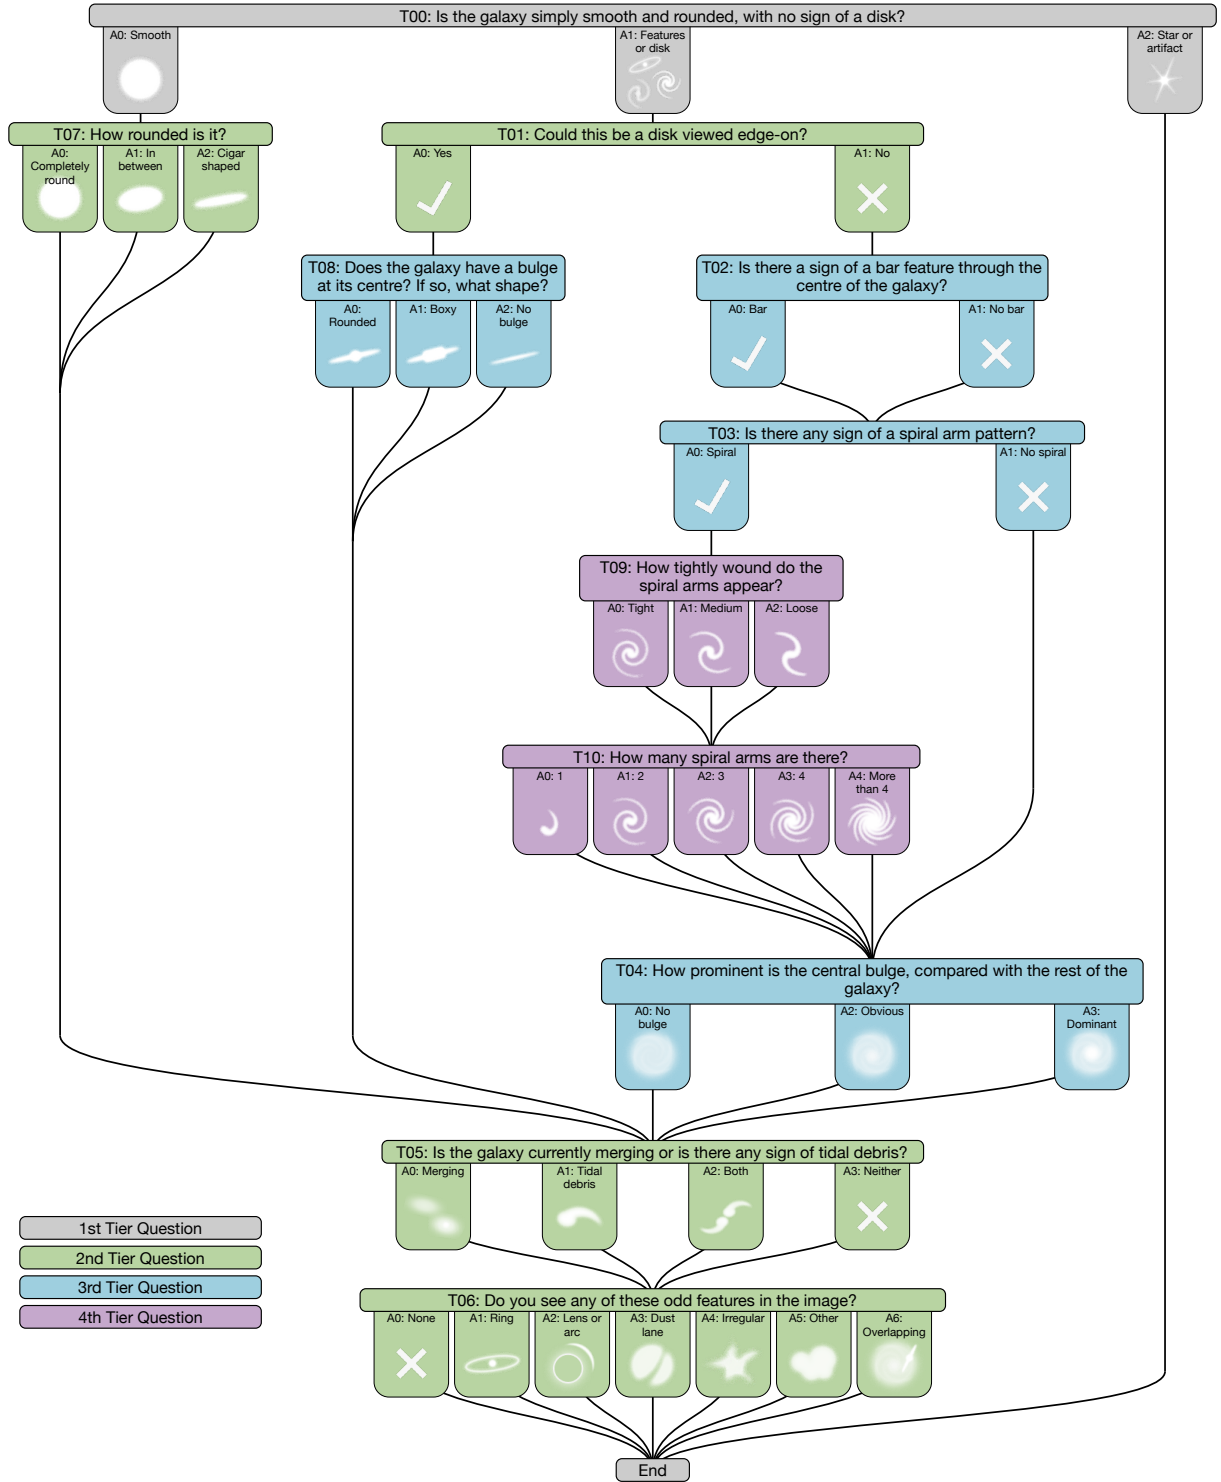 T00: Is the galaxy simply smooth and rounded, with no sign of a disk?
A0: Smooth
A1: Features
or disk
A2: Star or
artifact
T07: How rounded is it?
A0:
Completely
round
A1: In
between
A2: Cigar
shaped
T01: Could this be a disk viewed edge-on?
A0: Yes
A1: No
T08: Does the galaxy have a bulge
at its centre? If so, what shape?
A0:
Rounded
A1: Boxy
A2: No
bulge
T02: Is there a sign of a bar feature through the
centre of the galaxy?
A0: Bar
A1: No bar
T03: Is there any sign of a spiral arm pattern?
A0: Spiral
A1: No spiral
T09: How tightly wound do the
spiral arms appear?
A0: Tight
A1: Medium
A2: Loose
T10: How many spiral arms are there?
A0: 1
A1: 2
A2: 3
A3: 4
A4: More
than 4
T04: How prominent is the central bulge, compared with the rest of the
galaxy?
A0: No
bulge
A2: Obvious
A3:
Dominant
T05: Is the galaxy currently merging or is there any sign of tidal debris?
A0: Merging
A1: Tidal
debris
A2: Both
A3: Neither
T06: Do you see any of these odd features in the image?
A0: None
A1: Ring
A2: Lens or
arc
A3: Dust
lane
A4: Irregular
A5: Other
A6:
Overlapping
End
1st Tier Question
2nd Tier Question
3rd Tier Question
4th Tier Question